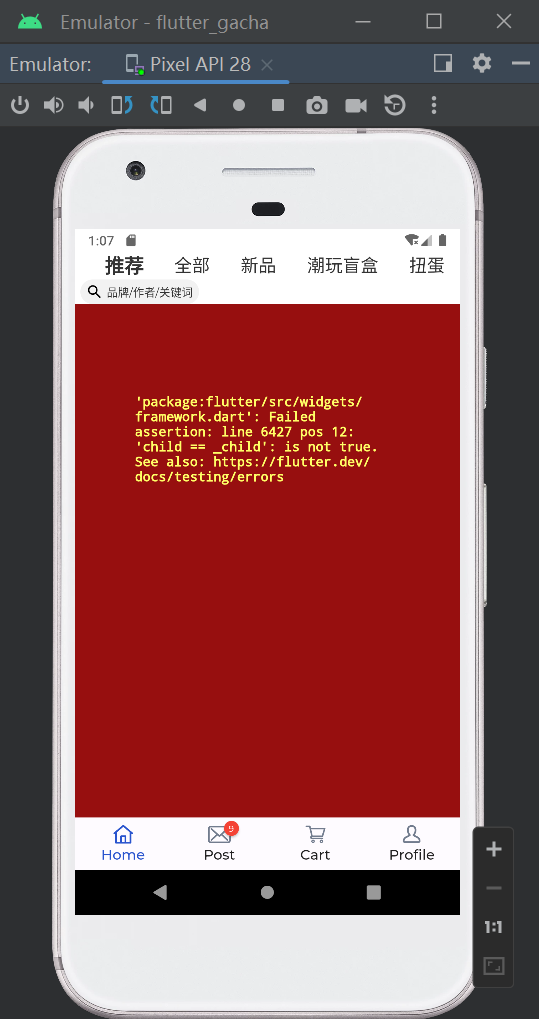 Emulator - flutter_gacha
Emulator: Pixel API 28
1:07
推荐 全部 新品 潮玩盲盒 扭蛋
品牌/作者/关键词
'package:flutter/src/widgets/
framework.dart': Failed
assertion: line 6427 pos 12:
'child == _child': is not true.
See also: https://flutter.dev/
docs/testing/errors
9
Home Post Cart Profile
1:1